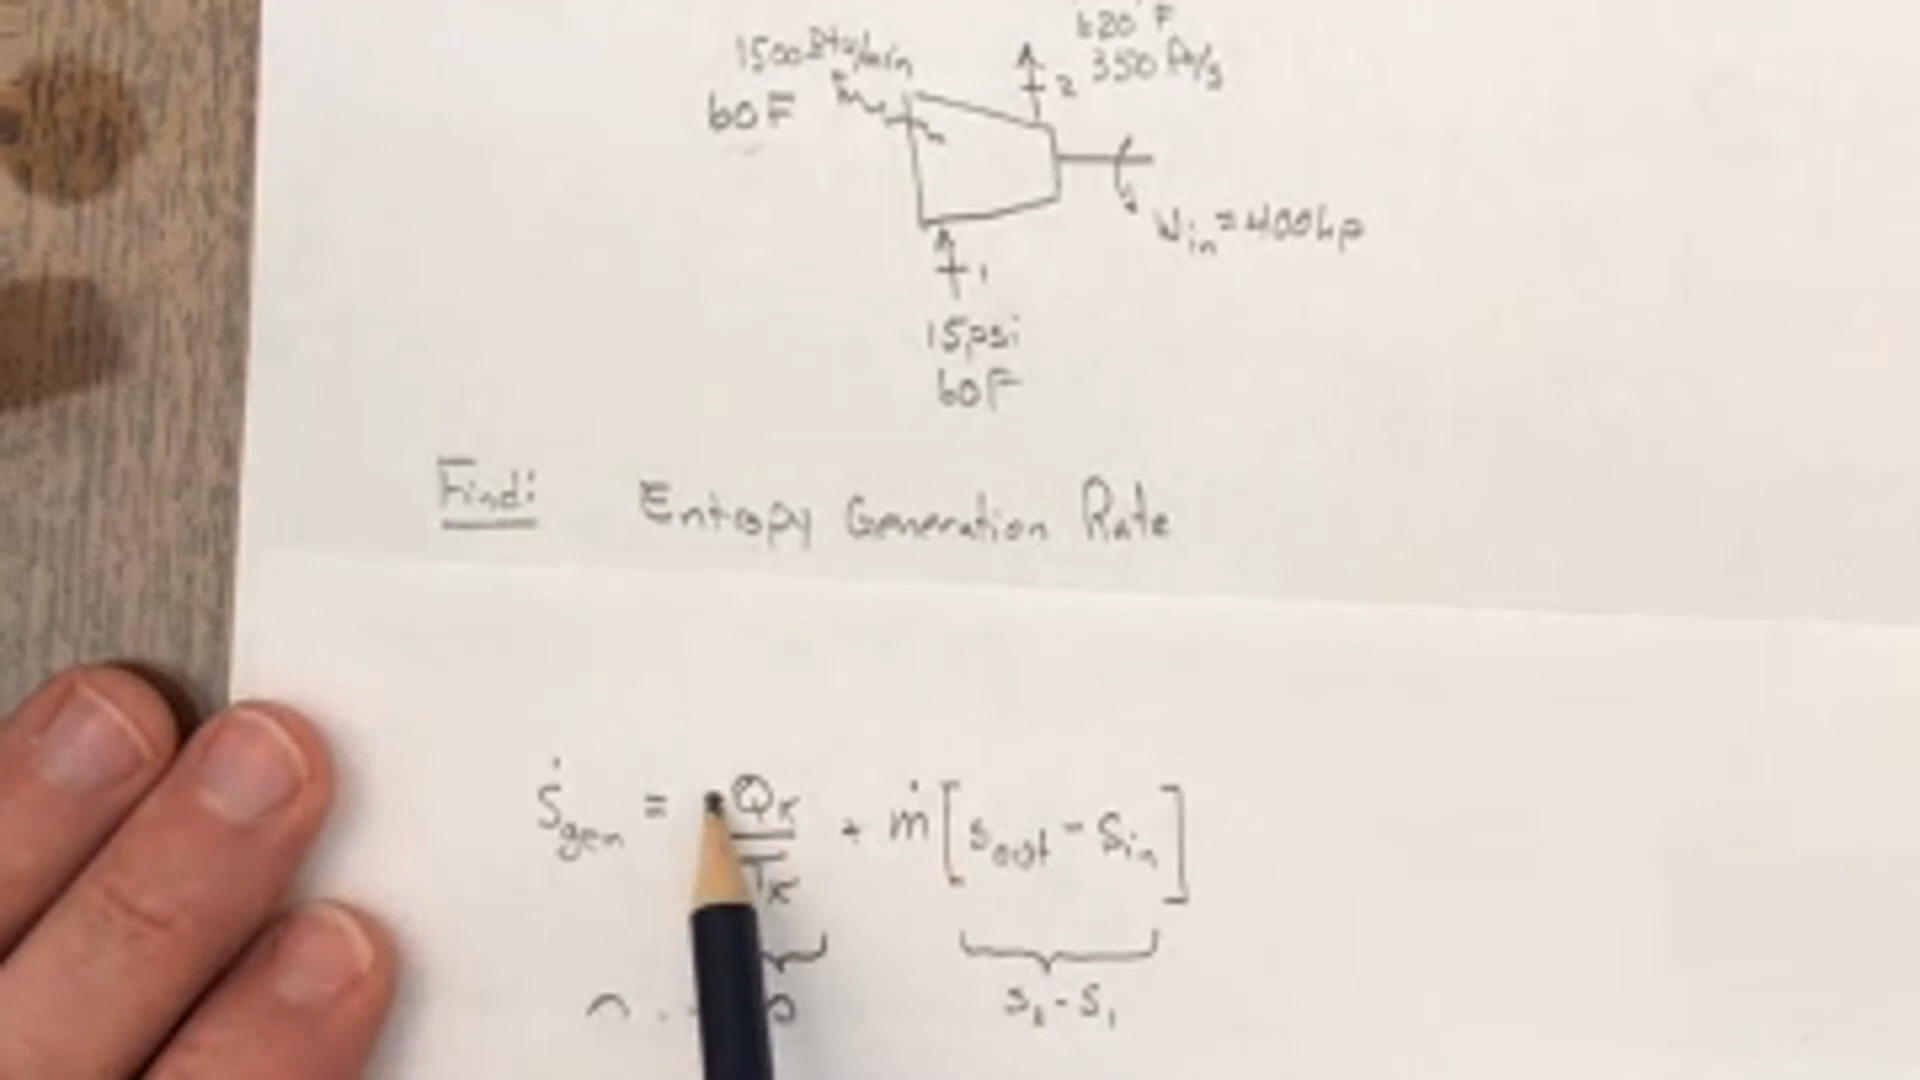 620°F
1500 Btu/min
2 350 ft/s
60F
Win = 400hp
1
15psi
60F
Find: Entropy Generation Rate
Ṡgen = Qk/Tk + ṁ[sout - sin]
s2 - s1